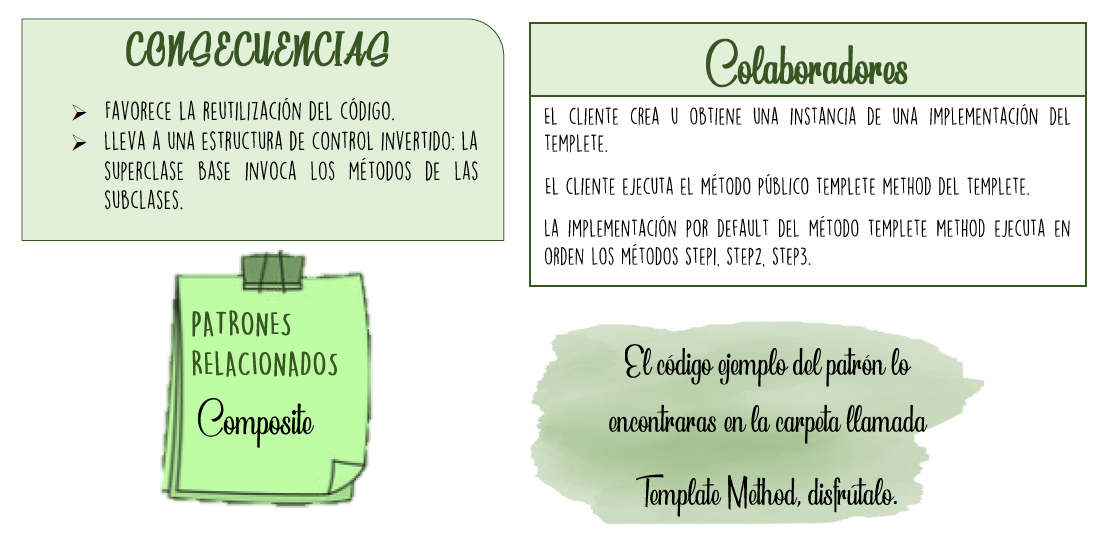 CONSECUENCIAS
FAVORECE LA REUTILIZACIÓN DEL CÓDIGO.
LLEVA A UNA ESTRUCTURA DE CONTROL INVERTIDO: LA
SUPERCLASE BASE INVOCA LOS MÉTODOS DE LAS
SUBCLASES.
Colaboradores
EL CLIENTE CREA U OBTIENE UNA INSTANCIA DE UNA IMPLEMENTACIÓN DEL
TEMPLETE.
EL CLIENTE EJECUTA EL MÉTODO PÚBLICO TEMPLETE METHOD DEL TEMPLETE.
LA IMPLEMENTACIÓN POR DEFAULT DEL MÉTODO TEMPLETE METHOD EJECUTA EN
ORDEN LOS MÉTODOS STEP1, STEP2, STEP3.
PATRONES
RELACIONADOS
Composite
El código ejemplo del patrón lo
encontraras en la carpeta llamada
Template Method, disfrútalo.